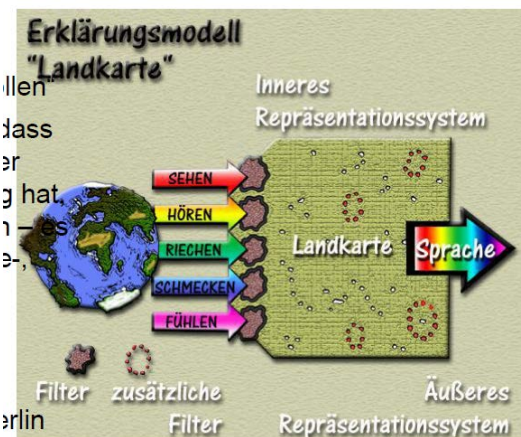 Erklärungsmodell
"Landkarte"
Inneres
Repräsentationssystem
SEHEN
HÖREN
RIECHEN
SCHMECKEN
FÜHLEN
Landkarte
Sprache
Filter
zusätzliche
Filter
Äußeres
Repräsentationssystem